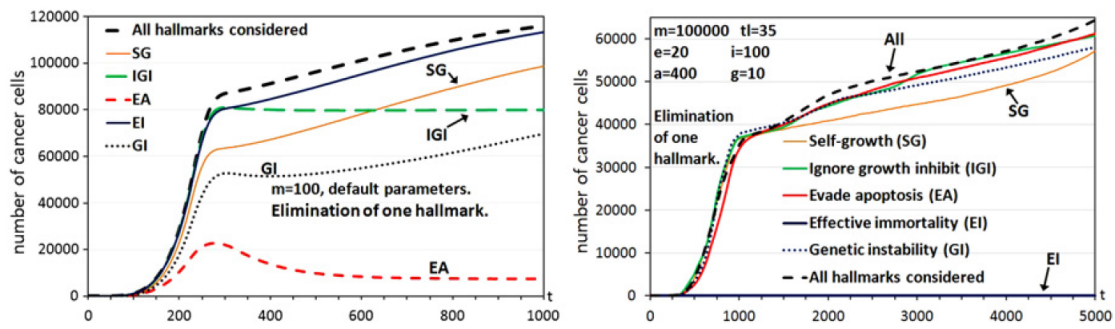 120000
100000
80000
60000
40000
20000
0
number of cancer cells
All hallmarks considered
SG
IGI
EA
EI
GI
SG
IGI
GI
m=100, default parameters.
Elimination of one hallmark.
EA
t
0 200 400 600 800 1000
60000
50000
40000
30000
20000
10000
0
number of cancer cells
m=100000 tl=35
e=20 i=100
a=400 g=10
All
SG
Elimination
of one
hallmark.
Self-growth (SG)
Ignore growth inhibit (IGI)
Evade apoptosis (EA)
Effective immortality (EI)
Genetic instability (GI)
All hallmarks considered
EI
t
0 1000 2000 3000 4000 5000